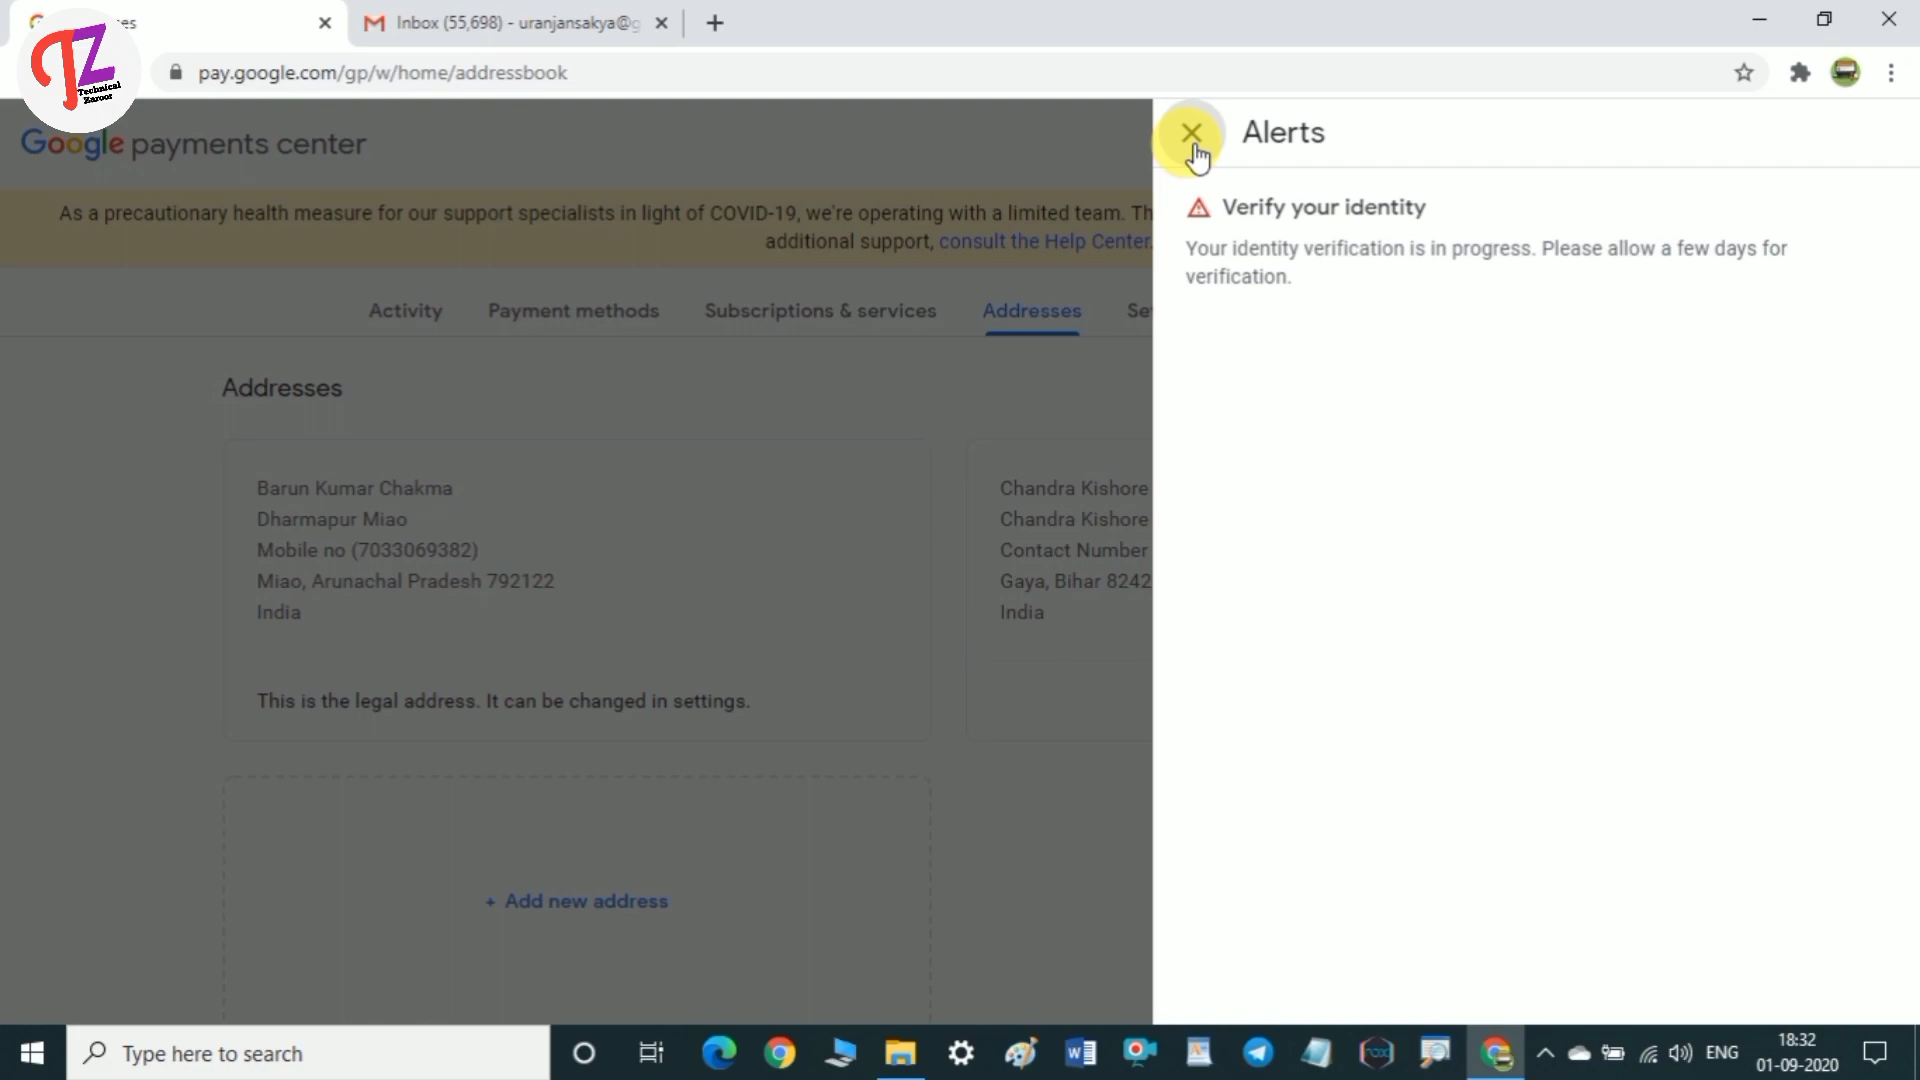 es
Inbox (55,698) - uranjansakya@g
TZ
Technical
Zaroor
pay.google.com/gp/w/home/addressbook
Google payments center
As a precautionary health measure for our support specialists in light of COVID-19, we're operating with a limited team. Th
additional support, consult the Help Center.
Activity
Payment methods
Subscriptions & services
Addresses
Se
Addresses
Barun Kumar Chakma
Dharmapur Miao
Mobile no (7033069382)
Miao, Arunachal Pradesh 792122
India
This is the legal address. It can be changed in settings.
Chandra Kishore
Chandra Kishore
Contact Number
Gaya, Bihar 8242
India
+ Add new address
Alerts
Verify your identity
Your identity verification is in progress. Please allow a few days for
verification.
Type here to search
ENG
18:32
01-09-2020